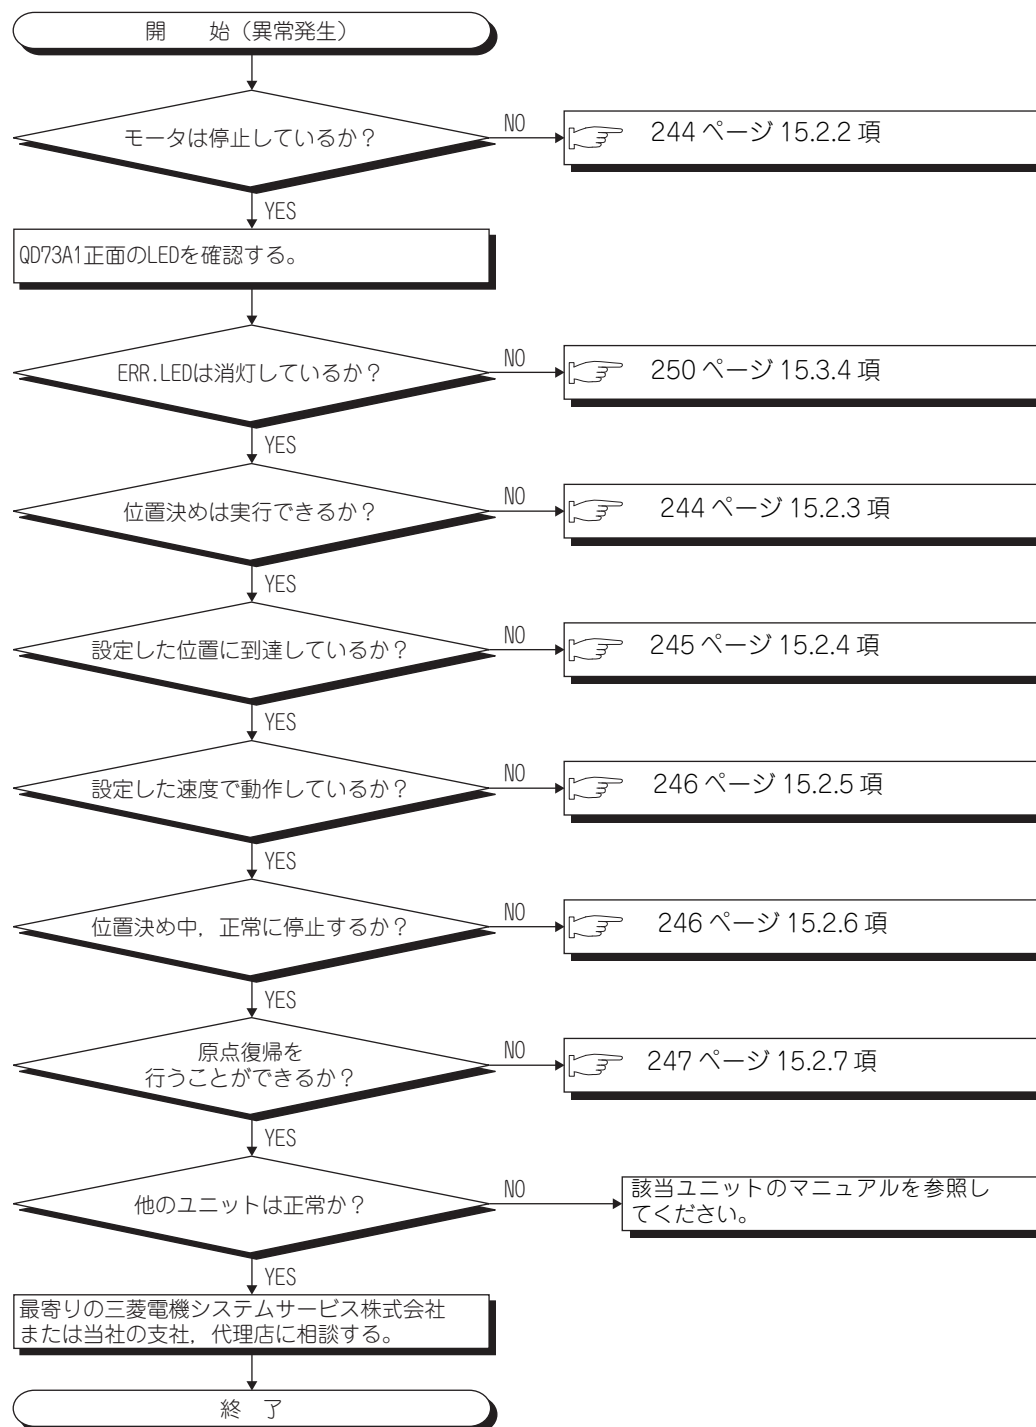 開　始（異常発生）
モータは停止しているか？
NO
244 ページ 15.2.2 項
YES
QD73A1正面のLEDを確認する。
ERR.LEDは消灯しているか？
NO
250 ページ 15.3.4 項
YES
位置決めは実行できるか？
NO
244 ページ 15.2.3 項
YES
設定した位置に到達しているか？
NO
245 ページ 15.2.4 項
YES
設定した速度で動作しているか？
NO
246 ページ 15.2.5 項
YES
位置決め中，正常に停止するか？
NO
246 ページ 15.2.6 項
YES
原点復帰を
行うことができるか？
NO
247 ページ 15.2.7 項
YES
他のユニットは正常か？
NO
該当ユニットのマニュアルを参照し
てください。
YES
最寄りの三菱電機システムサービス株式会社
または当社の支社，代理店に相談する。
終　了